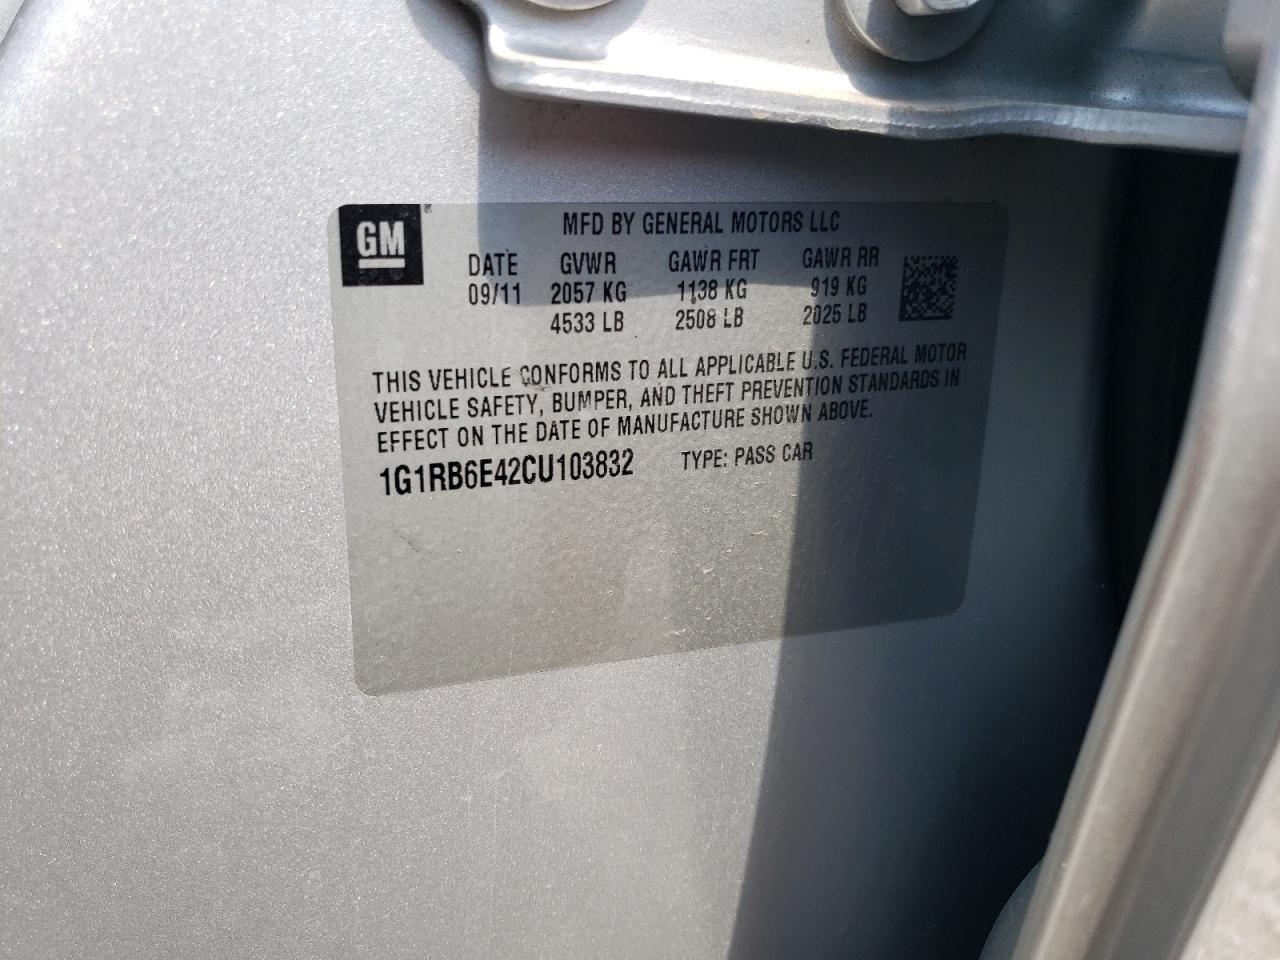 GM
MFD BY GENERAL MOTORS LLC
DATE GVWR GAWR FRT GAWR RR
09/11 2057 KG 1138 KG 919 KG
4533 LB 2508 LB 2025 LB
THIS VEHICLE CONFORMS TO ALL APPLICABLE U.S. FEDERAL MOTOR
VEHICLE SAFETY, BUMPER, AND THEFT PREVENTION STANDARDS IN
EFFECT ON THE DATE OF MANUFACTURE SHOWN ABOVE.
1G1RB6E42CU103832 TYPE: PASS CAR